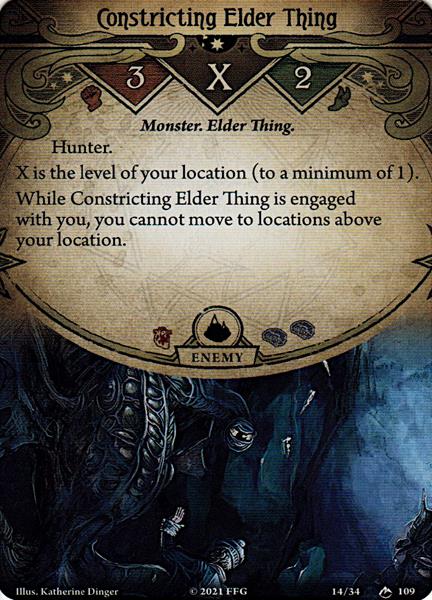 Constricting Elder Thing
3 X 2
Monster. Elder Thing.
Hunter.
X is the level of your location (to a minimum of 1).
While Constricting Elder Thing is engaged
with you, you cannot move to locations above
your location.
ENEMY
Illus. Katherine Dinger © 2021 FFG 14/34 109